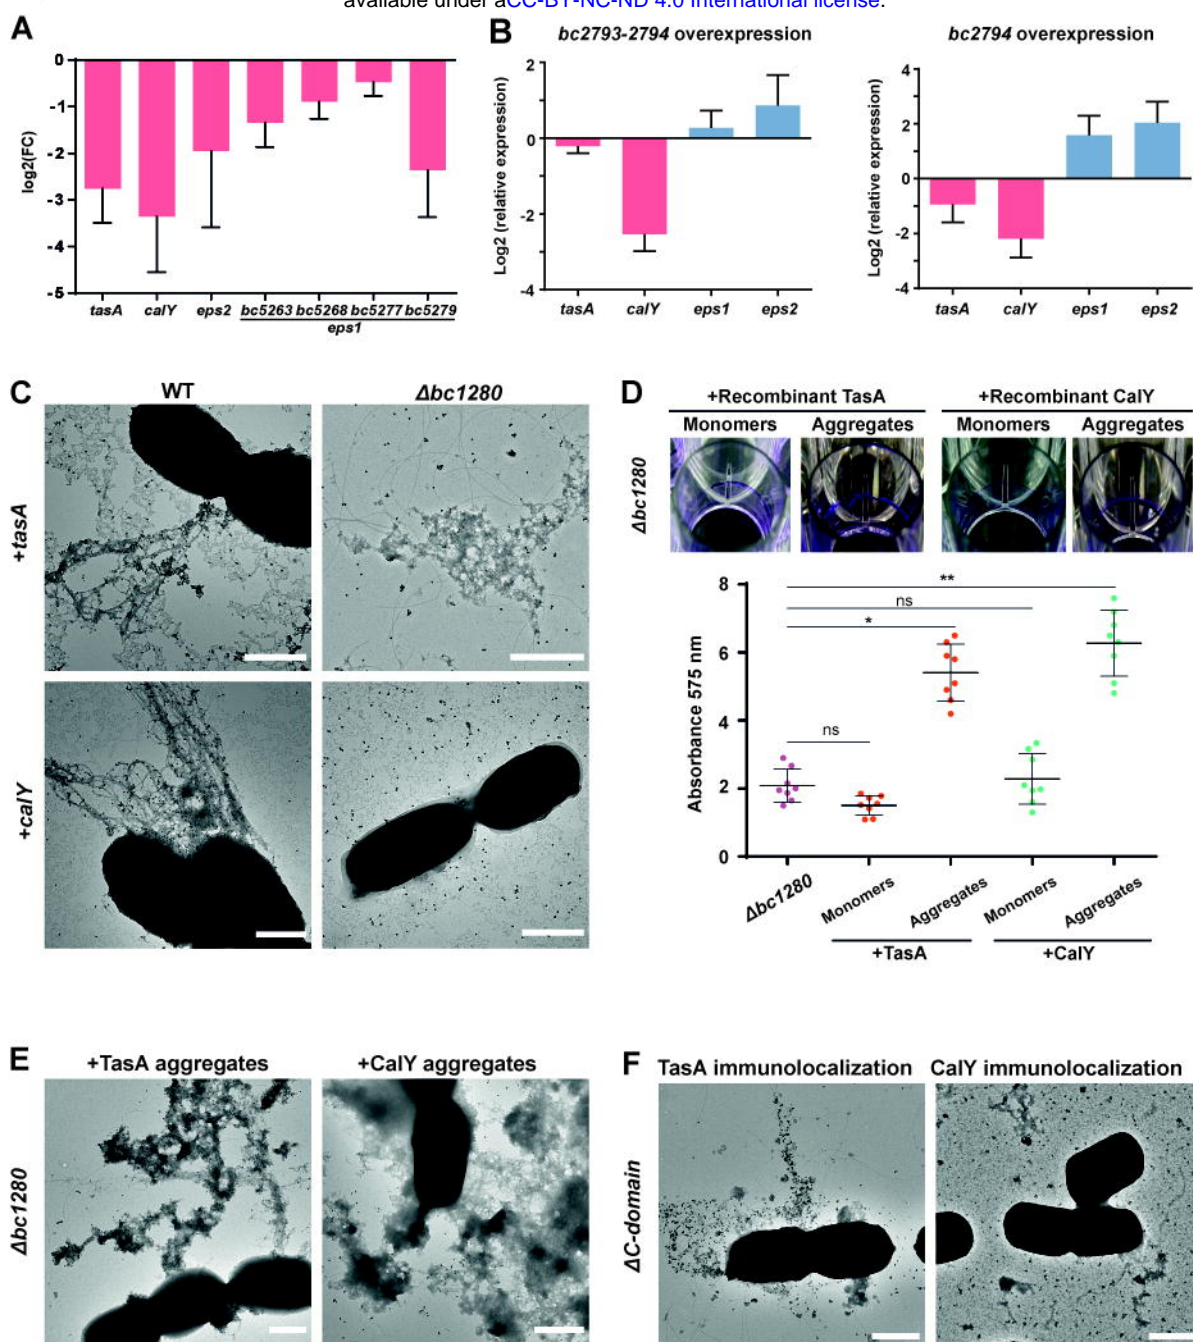 available under aCC-BY-NC-ND 4.0 International license.
A
log2(FC)
0
-1
-2
-3
-4
-5
tasA calY eps2 bc5263 bc5268 bc5277 bc5279
eps1
B
bc2793-2794 overexpression
Log2 (relative expression)
2
0
-2
-4
tasA calY eps1 eps2
bc2794 overexpression
Log2 (relative expression)
4
2
0
-2
-4
tasA calY eps1 eps2
C
WT Δbc1280
+tasA
+calY
D
+Recombinant TasA +Recombinant CalY
Monomers Aggregates Monomers Aggregates
Δbc1280
Absorbance 575 nm
8
6
4
2
0
**
ns
*
ns
Δbc1280 Monomers Aggregates Monomers Aggregates
+TasA +CalY
E
+TasA aggregates +CalY aggregates
Δbc1280
F
TasA immunolocalization CalY immunolocalization
ΔC-domain